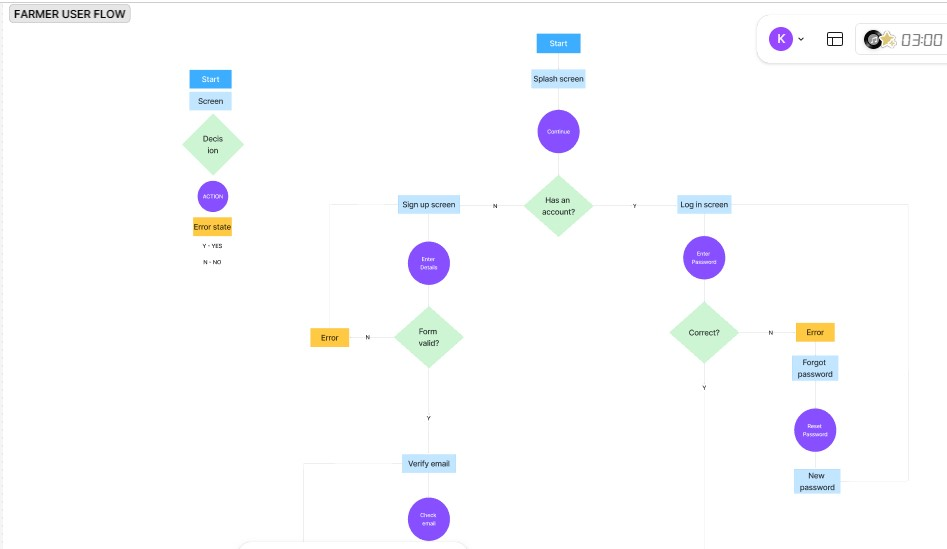 FARMER USER FLOW
K
03:00
Start
Screen
Decis
ion
ACTION
Error state
Y - YES
N - NO
Start
Splash screen
Continue
Has an
account?
N
Y
Sign up screen
Enter
Details
Form
valid?
N
Error
Y
Verify email
Check
email
Log in screen
Enter
Password
Correct?
N
Error
Y
Forgot
password
Reset
Password
New
password